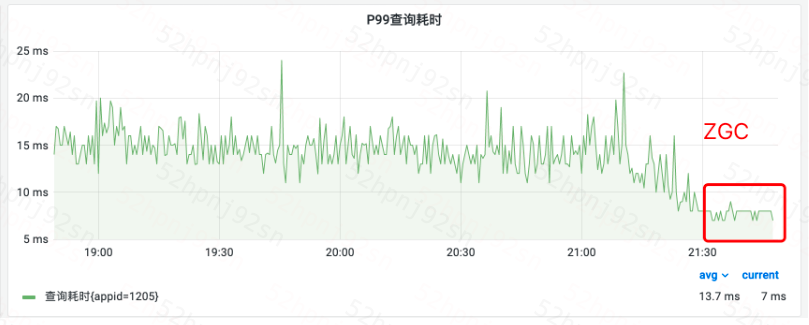 P99查询耗时
25 ms
20 ms
15 ms
10 ms
5 ms
ZGC
19:00 19:30 20:00 20:30 21:00 21:30
avg current
查询耗时{appid=1205} 13.7 ms 7 ms
52hpnj92sn